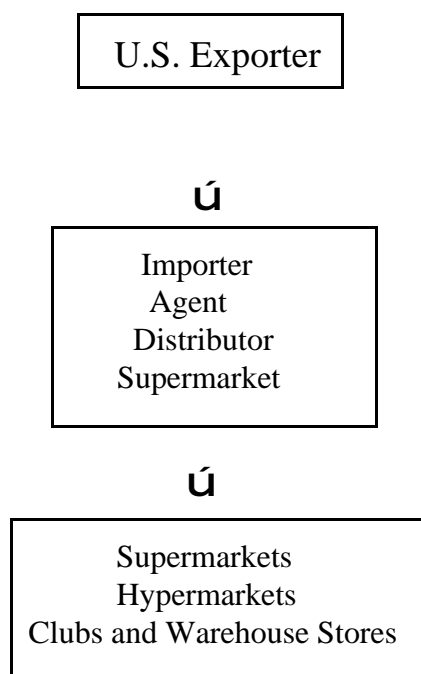 U.S. Exporter
ú
Importer
Agent
Distributor
Supermarket
ú
Supermarkets
Hypermarkets
Clubs and Warehouse Stores